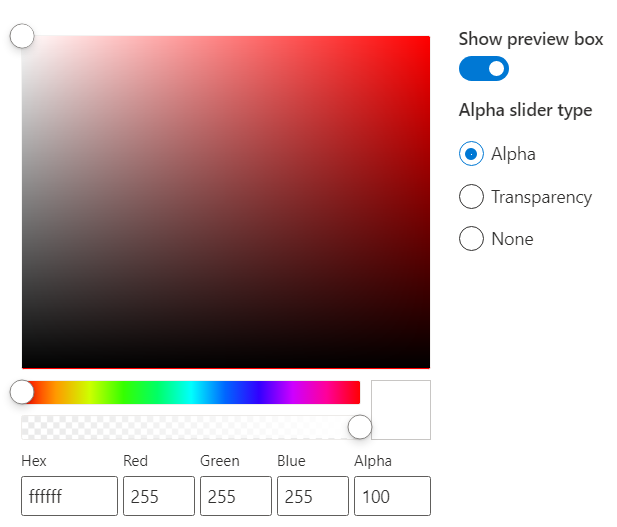 Show preview box
Alpha slider type
Alpha
Transparency
None
Hex Red Green Blue Alpha
ffffff 255 255 255 100